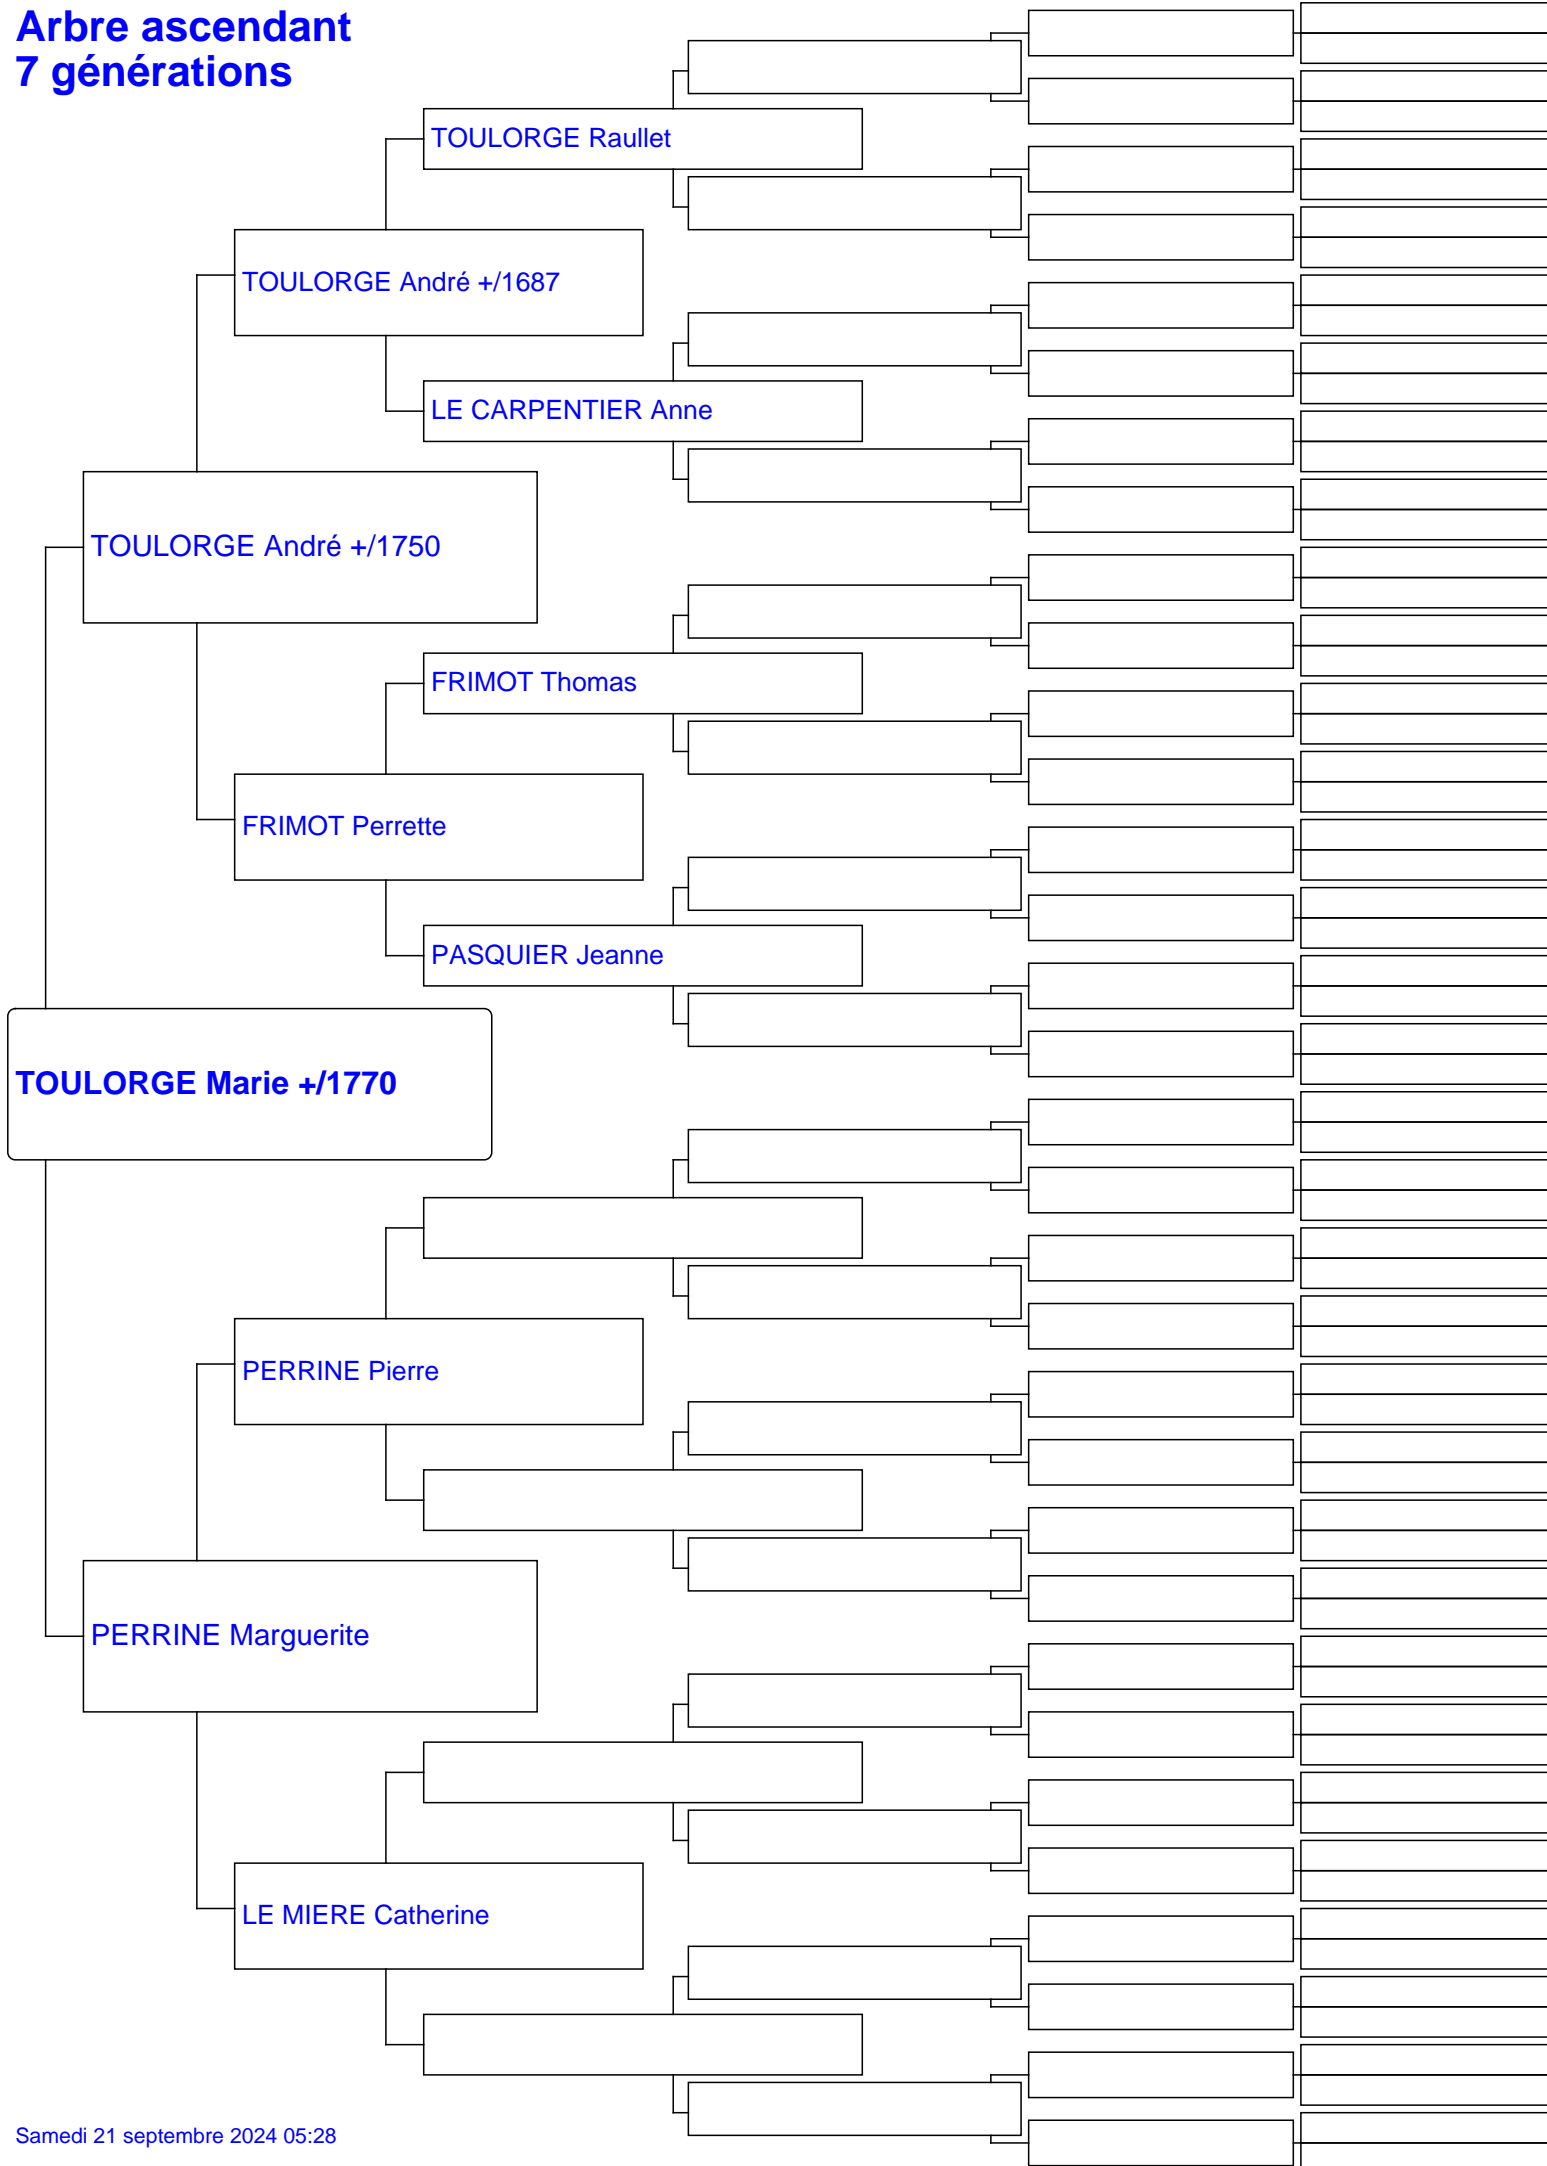 Arbre ascendant
7 générations
TOULORGE Raullet
TOULORGE André +/1687
LE CARPENTIER Anne
TOULORGE André +/1750
FRIMOT Thomas
FRIMOT Perrette
PASQUIER Jeanne
TOULORGE Marie +/1770
PERRINE Pierre
PERRINE Marguerite
LE MIERE Catherine
Samedi 21 septembre 2024 05:28